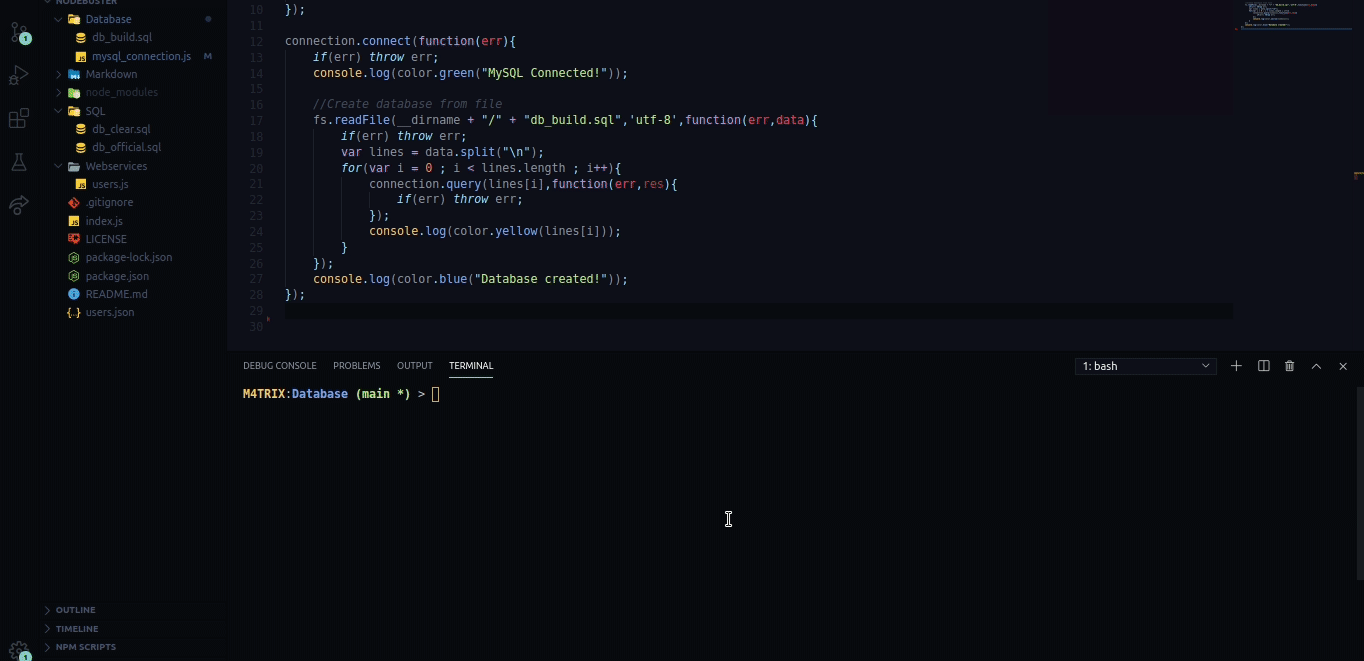 NODEBUSTER
Database
db_build.sql
mysql_connection.js M
Markdown
node_modules
SQL
db_clear.sql
db_official.sql
Webservices
users.js
.gitignore
index.js
LICENSE
package-lock.json
package.json
README.md
users.json
OUTLINE
TIMELINE
NPM SCRIPTS
1
1
10 });
11
12 connection.connect(function(err){
13 if(err) throw err;
14 console.log(color.green("MySQL Connected!"));
15
16 //Create database from file
17 fs.readFile(__dirname + "/" + "db_build.sql",'utf-8',function(err,data){
18 if(err) throw err;
19 var lines = data.split("\n");
20 for(var i = 0 ; i < lines.length ; i++){
21 connection.query(lines[i],function(err,res){
22 if(err) throw err;
23 });
24 console.log(color.yellow(lines[i]));
25 }
26 });
27 console.log(color.blue("Database created!"));
28 });
29
30
DEBUG CONSOLE PROBLEMS OUTPUT TERMINAL 1: bash
M4TRIX:Database (main *) >